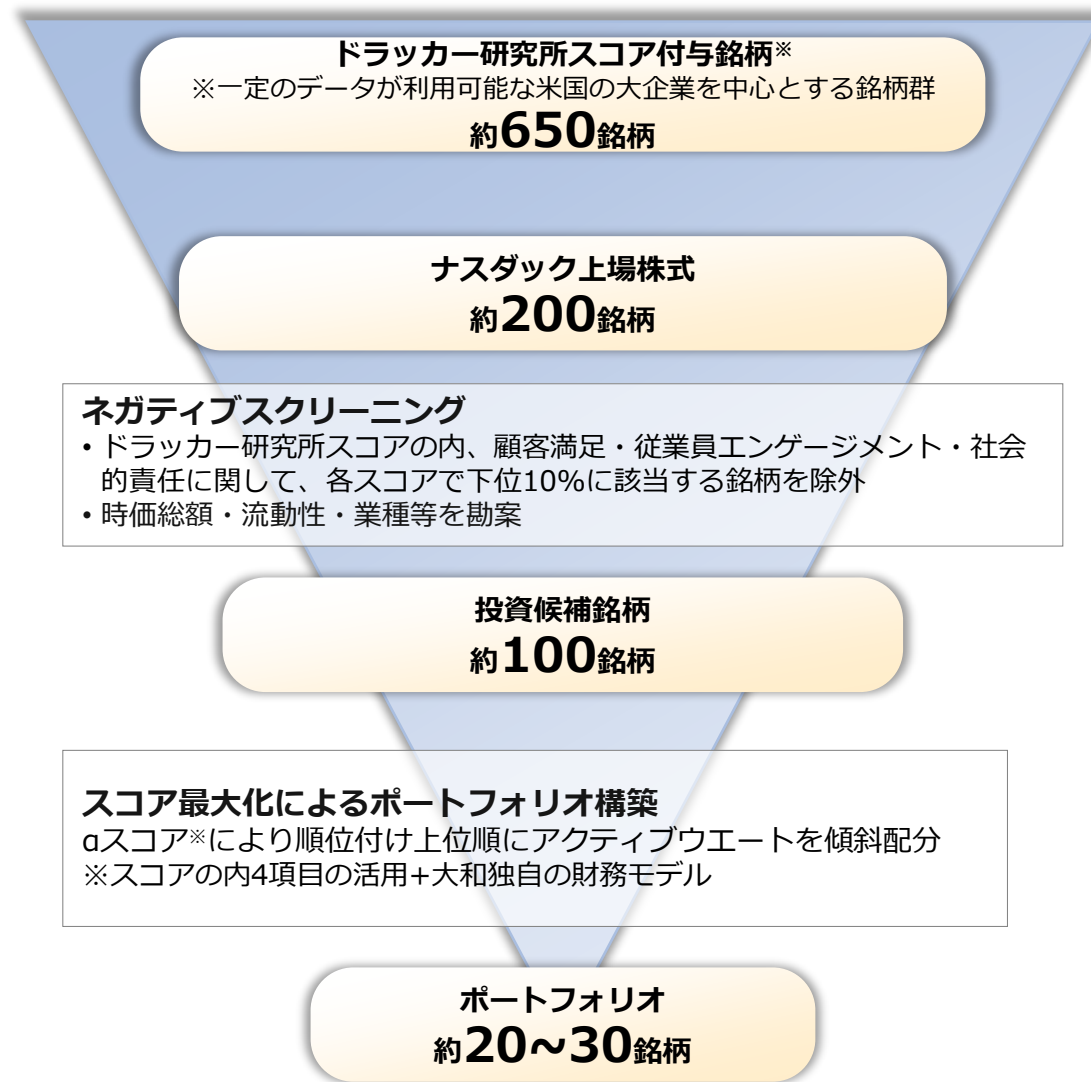 ドラッカー研究所スコア付与銘柄※
※一定のデータが利用可能な米国の大企業を中心とする銘柄群
約650銘柄
ナスダック上場株式
約200銘柄
ネガティブスクリーニング
・ドラッカー研究所スコアの内、顧客満足・従業員エンゲージメント・社会
的責任に関して、各スコアで下位10%に該当する銘柄を除外
・時価総額・流動性・業種等を勘案
投資候補銘柄
約100銘柄
スコア最大化によるポートフォリオ構築
αスコア※により順位付け上位順にアクティブウエートを傾斜配分
※スコアの内4項目の活用+大和独自の財務モデル
ポートフォリオ
約20~30銘柄